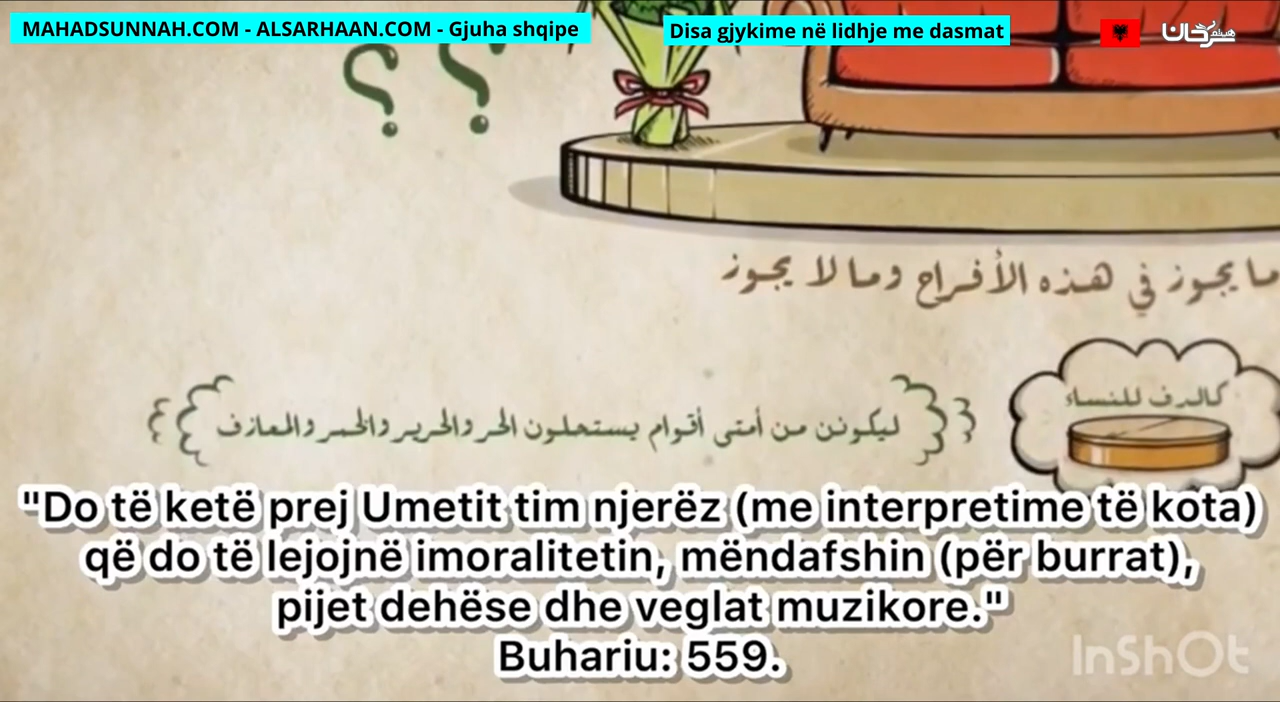 MAHADSUNNAH.COM - ALSARHAAN.COM - Gjuha shqipe
Disa gjykime në lidhje me dasmat
؟ ؟
ما يجوز في هذه الأفراح وما لا يجوز
كالدف للنساء
ليكونن من أمتي أقوام يستحلون الحر والحرير والخمر والمعازف
"Do të ketë prej Umetit tim njerëz (me interpretime të kota)
që do të lejojnë imoralitetin, mëndafshin (për burrat),
pijet dehëse dhe veglat muzikore."
Buhariu: 559.
InShOt